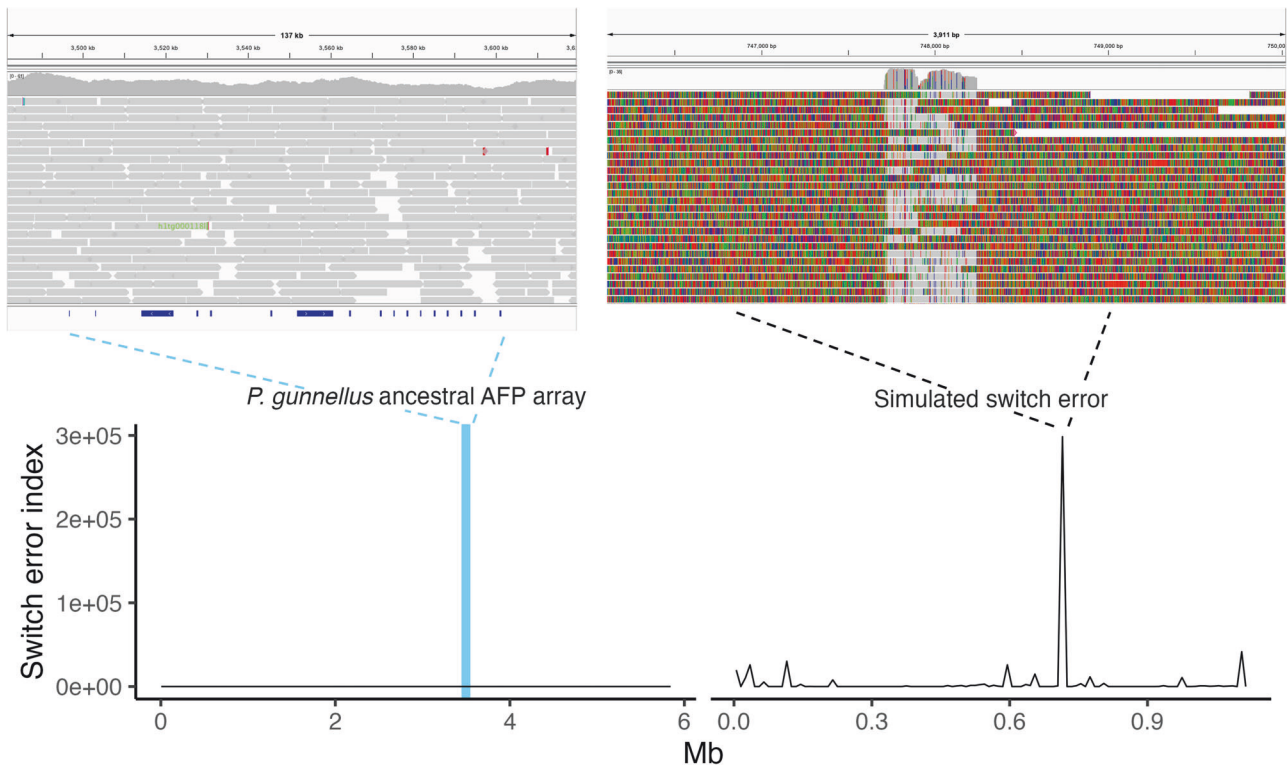 137 kb
3,500 kb 3,520 kb 3,540 kb 3,560 kb 3,580 kb 3,600 kb
3,911 bp
747,000 bp 748,000 bp 749,000 bp
P. gunnellus ancestral AFP array
Simulated switch error
Switch error index
3e+05
2e+05
1e+05
0e+00
0 2 4 6
0.0 0.3 0.6 0.9
Mb